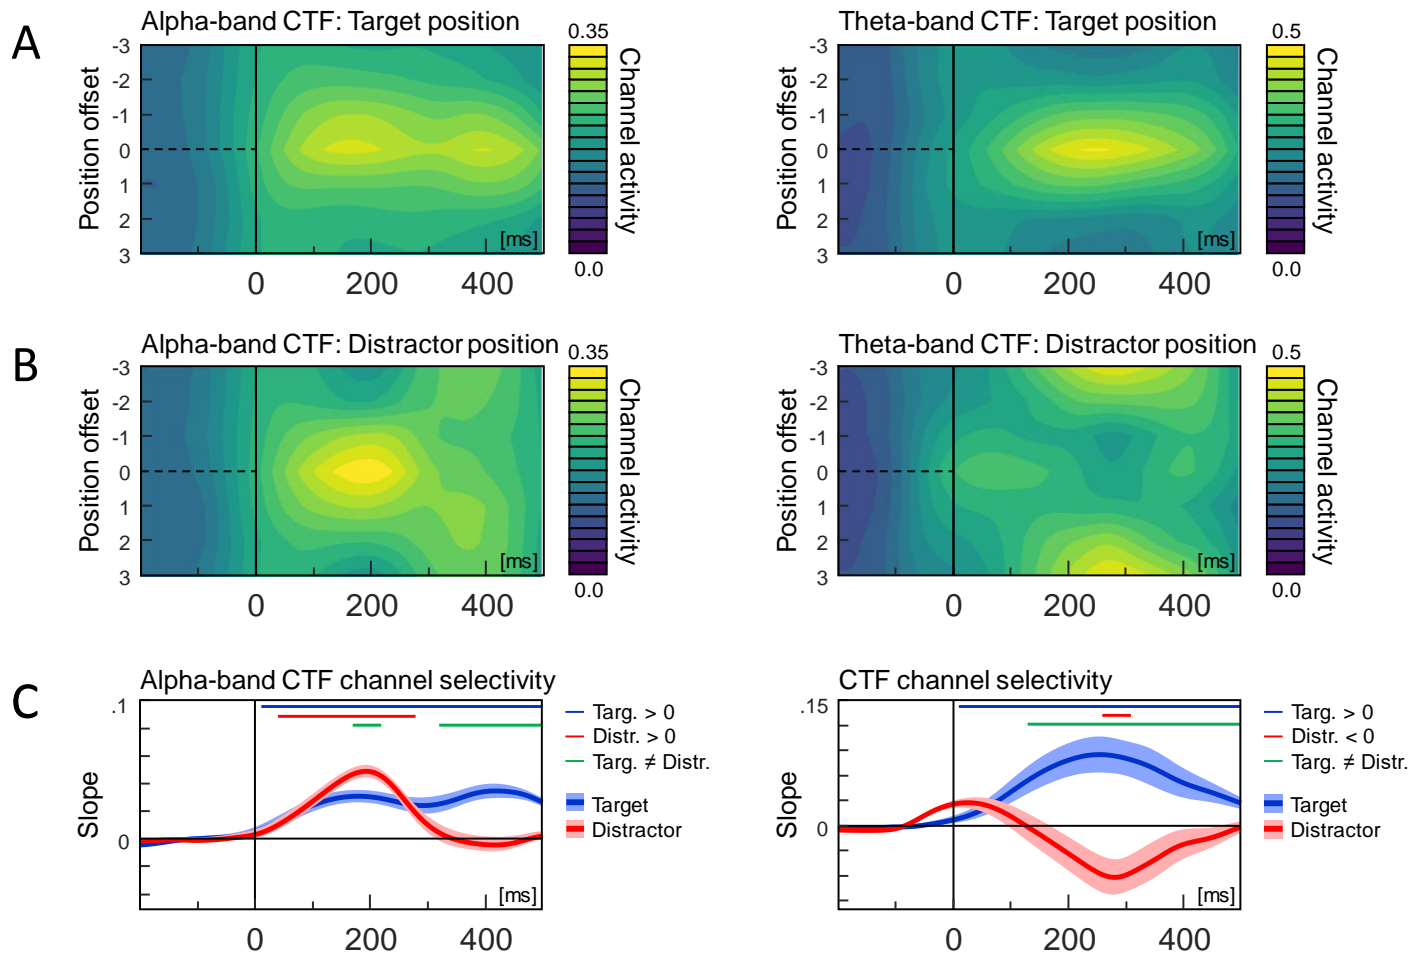 A
Alpha-band CTF: Target position
Position offset
-3
-2
-1
0
1
2
3
[ms]
0
200
400
0.35
Channel activity
0.0
Theta-band CTF: Target position
Position offset
-3
-2
-1
0
1
2
3
[ms]
0
200
400
0.5
Channel activity
0.0
B
Alpha-band CTF: Distractor position
Position offset
-3
-2
-1
0
1
2
3
[ms]
0
200
400
0.35
Channel activity
0.0
Theta-band CTF: Distractor position
Position offset
-3
-2
-1
0
1
2
3
[ms]
0
200
400
0.5
Channel activity
0.0
C
Alpha-band CTF channel selectivity
Slope
.1
0
[ms]
0
200
400
Targ. > 0
Distr. > 0
Targ. ≠ Distr.
Target
Distractor
CTF channel selectivity
Slope
.15
0
[ms]
0
200
400
Targ. > 0
Distr. < 0
Targ. ≠ Distr.
Target
Distractor